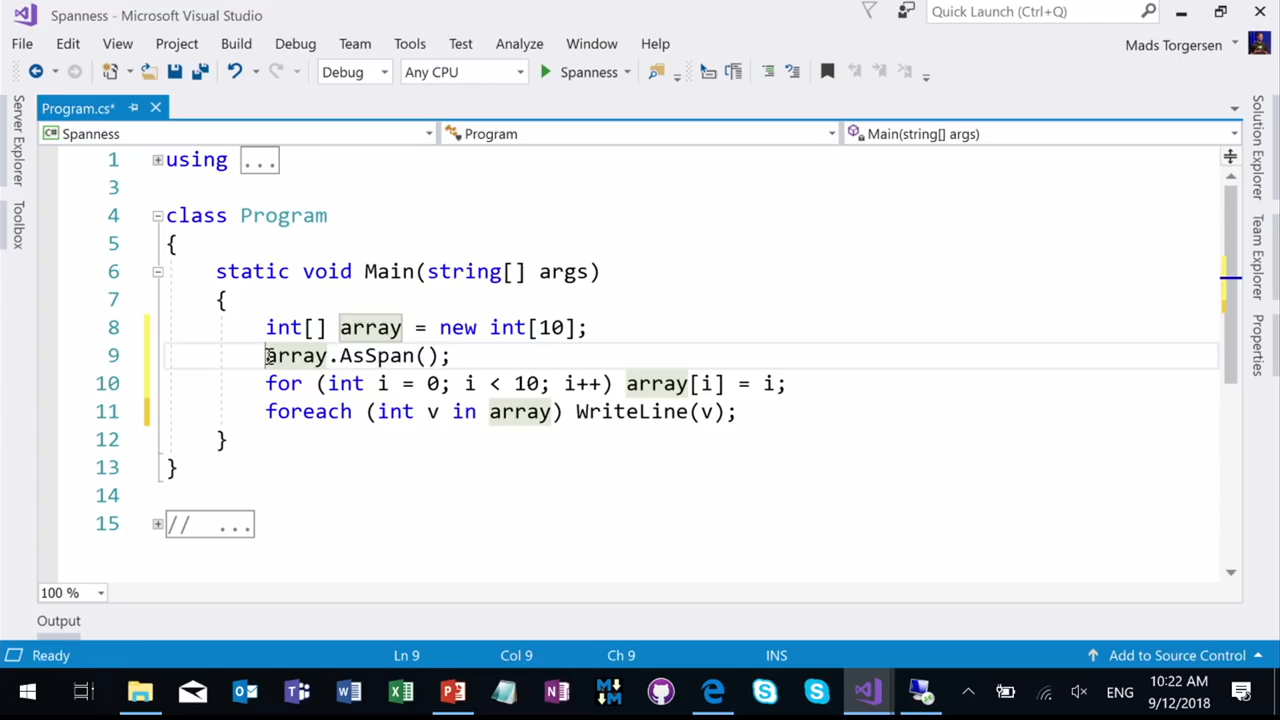 Spanness - Microsoft Visual Studio
Quick Launch (Ctrl+Q)
File Edit View Project Build Debug Team Tools Test Analyze Window Help
Mads Torgersen
Debug Any CPU Spanness
Program.cs*
Spanness Program Main(string[] args)
Server Explorer
Toolbox
Solution Explorer
Team Explorer
Properties
1 using ...
3
4 class Program
5 {
6 static void Main(string[] args)
7 {
8 int[] array = new int[10];
9 array.AsSpan();
10 for (int i = 0; i < 10; i++) array[i] = i;
11 foreach (int v in array) WriteLine(v);
12 }
13 }
14
15 // ...
100 %
Output
Ready Ln 9 Col 9 Ch 9 INS Add to Source Control
ENG
10:22 AM
9/12/2018